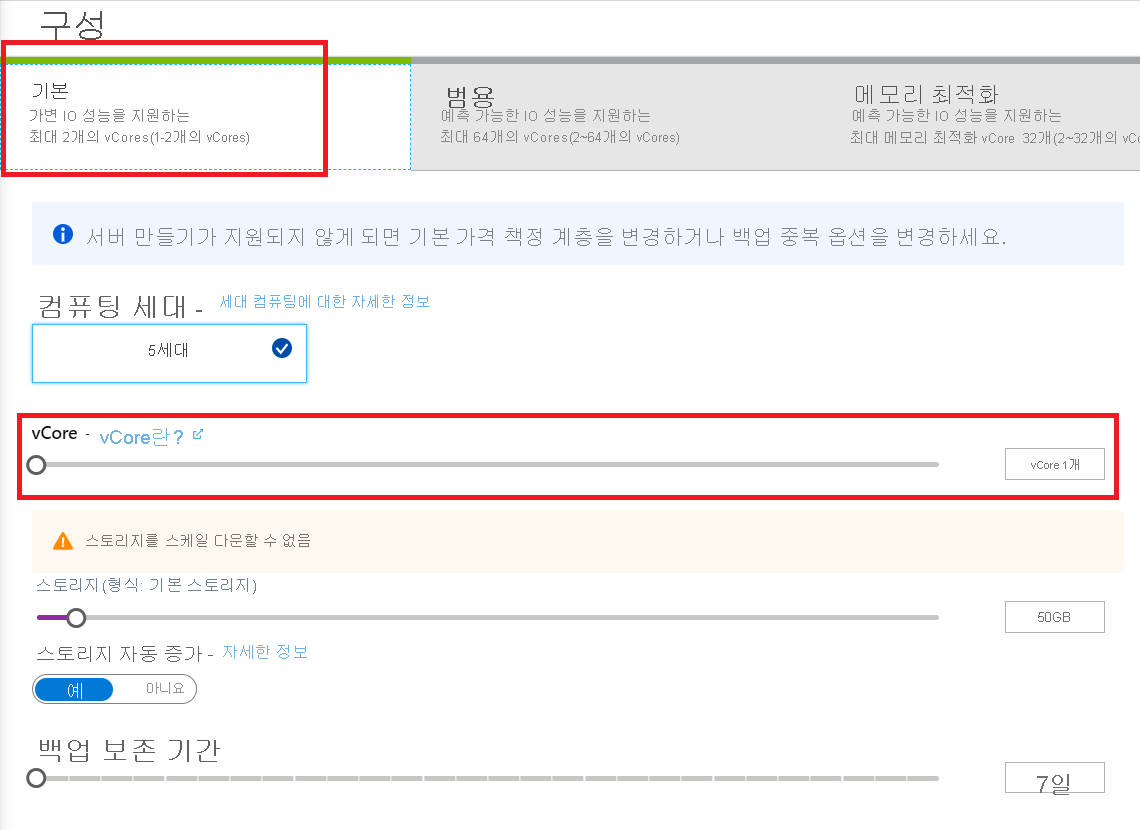 구성
기본
가변 IO 성능을 지원하는
최대 2개의 vCores(1-2개의 vCores)
범용
예측 가능한 IO 성능을 지원하는
최대 64개의 vCores(2~64개의 vCores)
메모리 최적화
예측 가능한 IO 성능을 지원하는
최대 메모리 최적화 vCore 32개(2~32개의 vCo
서버 만들기가 지원되지 않게 되면 기본 가격 책정 계층을 변경하거나 백업 중복 옵션을 변경하세요.
컴퓨팅 세대 - 세대 컴퓨팅에 대한 자세한 정보
5세대
vCore - vCore란?
vCore 1개
스토리지를 스케일 다운할 수 없음
스토리지(형식: 기본 스토리지)
50GB
스토리지 자동 증가 - 자세한 정보
예 아니요
백업 보존 기간
7일